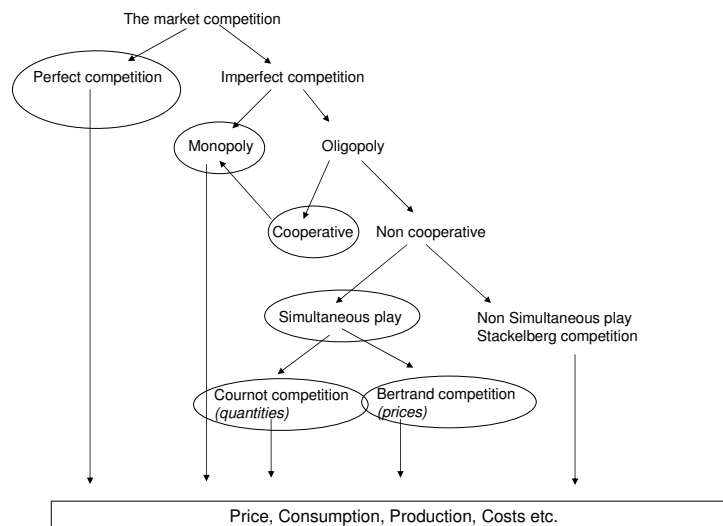 The market competition
Perfect competition
Imperfect competition
Monopoly
Oligopoly
Cooperative
Non cooperative
Simultaneous play
Non Simultaneous play
Stackelberg competition
Cournot competition
(quantities)
Bertrand competition
(prices)
Price, Consumption, Production, Costs etc.